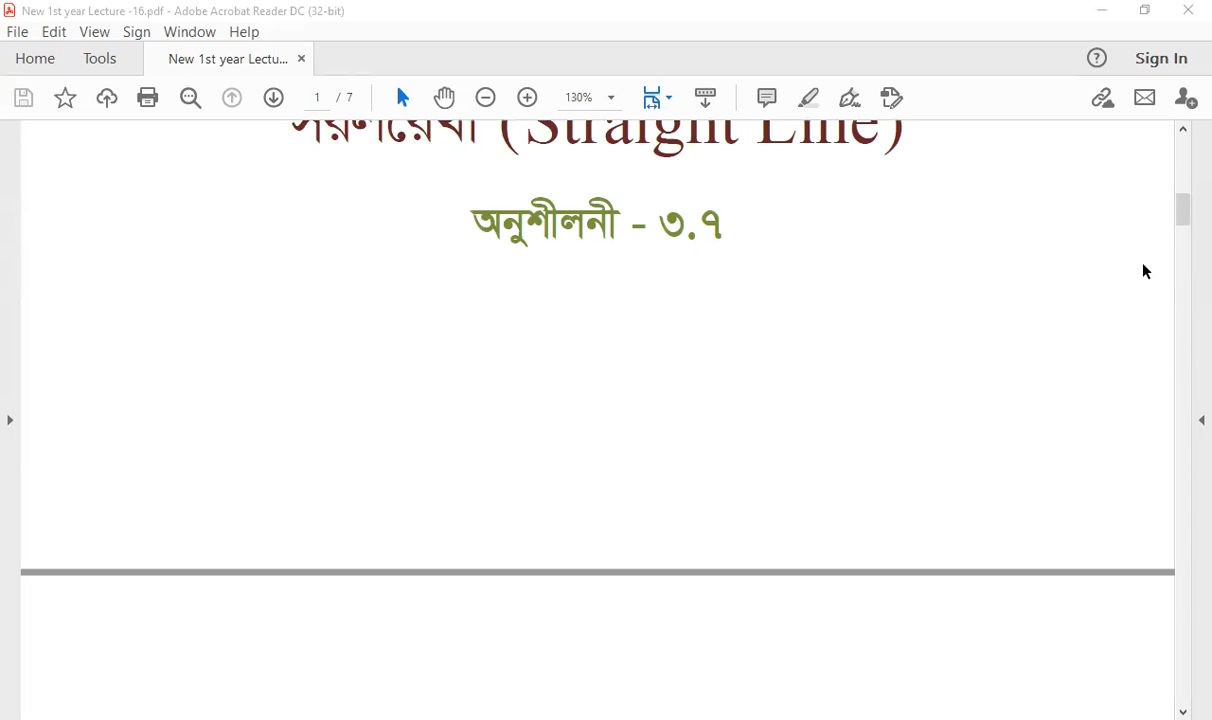 New 1st year Lecture -16.pdf - Adobe Acrobat Reader DC (32-bit)
File Edit View Sign Window Help
Home Tools New 1st year Lectu... Sign In
1 / 7 130%
সরলরেখা (Straight Line)
অনুশীলনী - ৩.৭